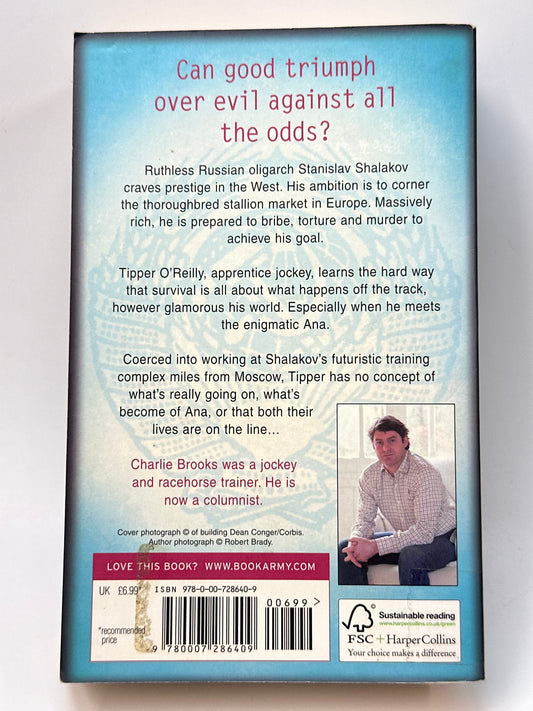 Can good triumph
over evil against all
the odds?
Ruthless Russian oligarch Stanislav Shalakov
craves prestige in the West. His ambition is to corner
the thoroughbred stallion market in Europe. Massively
rich, he is prepared to bribe, torture and murder to
achieve his goal.
Tipper O'Reilly, apprentice jockey, learns the hard way
that survival is all about what happens off the track,
however glamorous his world. Especially when he meets
the enigmatic Ana.
Coerced into working at Shalakov's futuristic training
complex miles from Moscow, Tipper has no concept of
what's really going on, what's
become of Ana, or that both their
lives are on the line…
Charlie Brooks was a jockey
and racehorse trainer. He is
now a columnist.
Cover photograph © of building Dean Conger/Corbis.
Author photograph © Robert Brady.
LOVE THIS BOOK? WWW.BOOKARMY.COM
UK £6.99*
ISBN 978-0-00-728640-9
00699>
*recommended
price
9 780007 286409
Sustainable reading
www.harpercollins.co.uk/green
FSC + HarperCollins
Your choice makes a difference